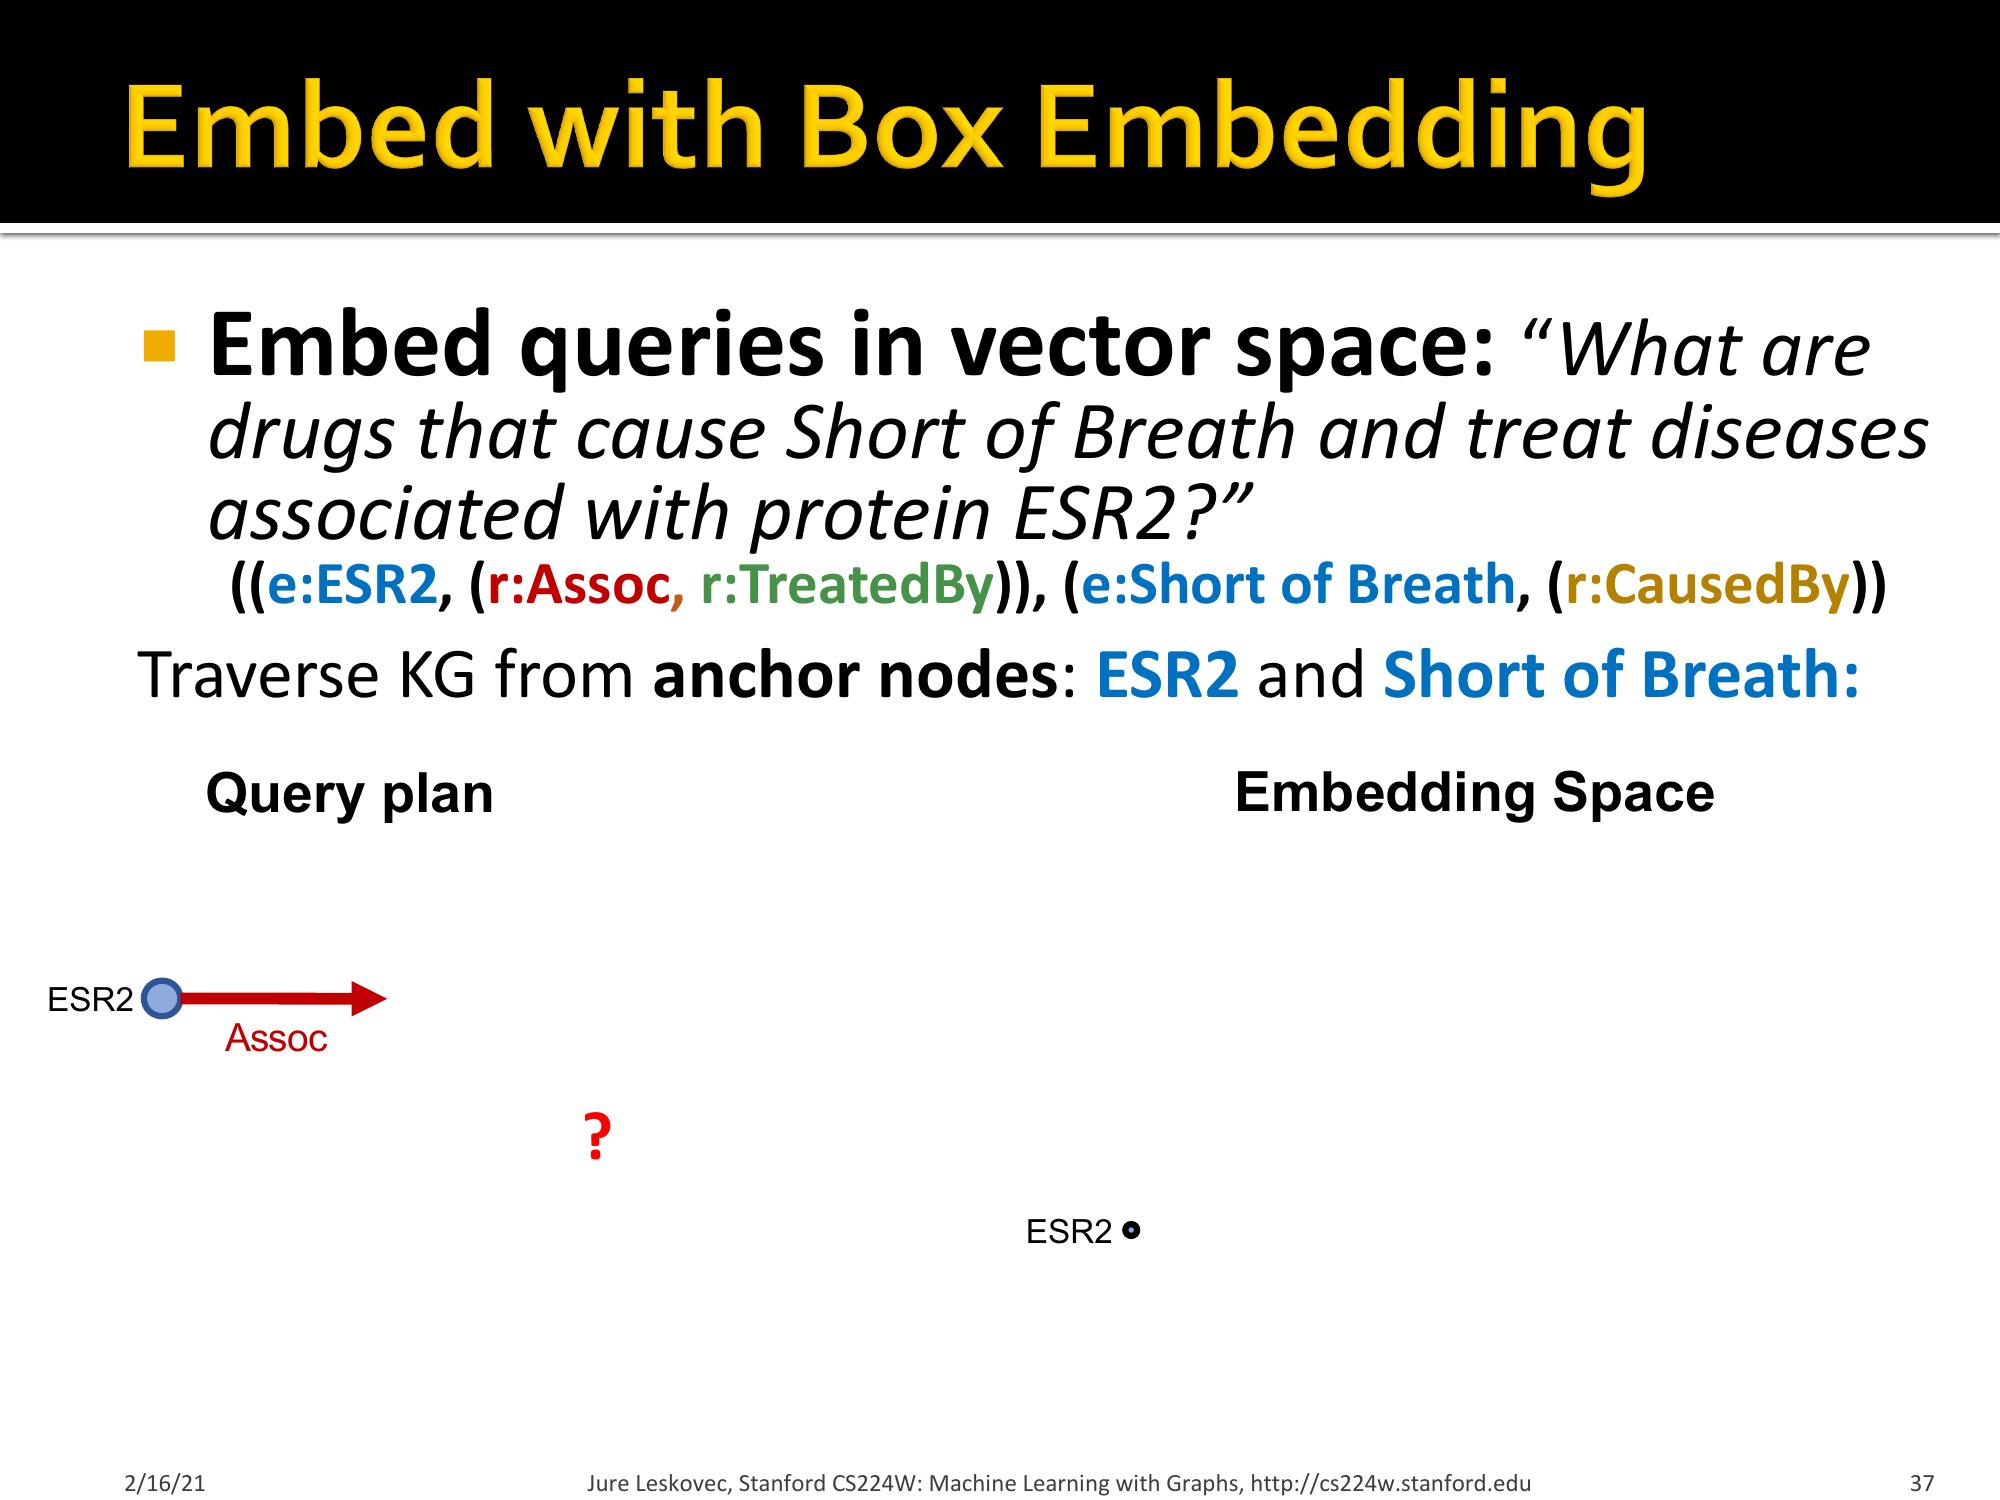 Embed with Box Embedding
Embed queries in vector space: “What are
drugs that cause Short of Breath and treat diseases
associated with protein ESR2?”
((e:ESR2, (r:Assoc, r:TreatedBy)), (e:Short of Breath, (r:CausedBy))
Traverse KG from anchor nodes: ESR2 and Short of Breath:
Query plan
Embedding Space
ESR2
Assoc
?
ESR2
2/16/21
Jure Leskovec, Stanford CS224W: Machine Learning with Graphs, http://cs224w.stanford.edu
37